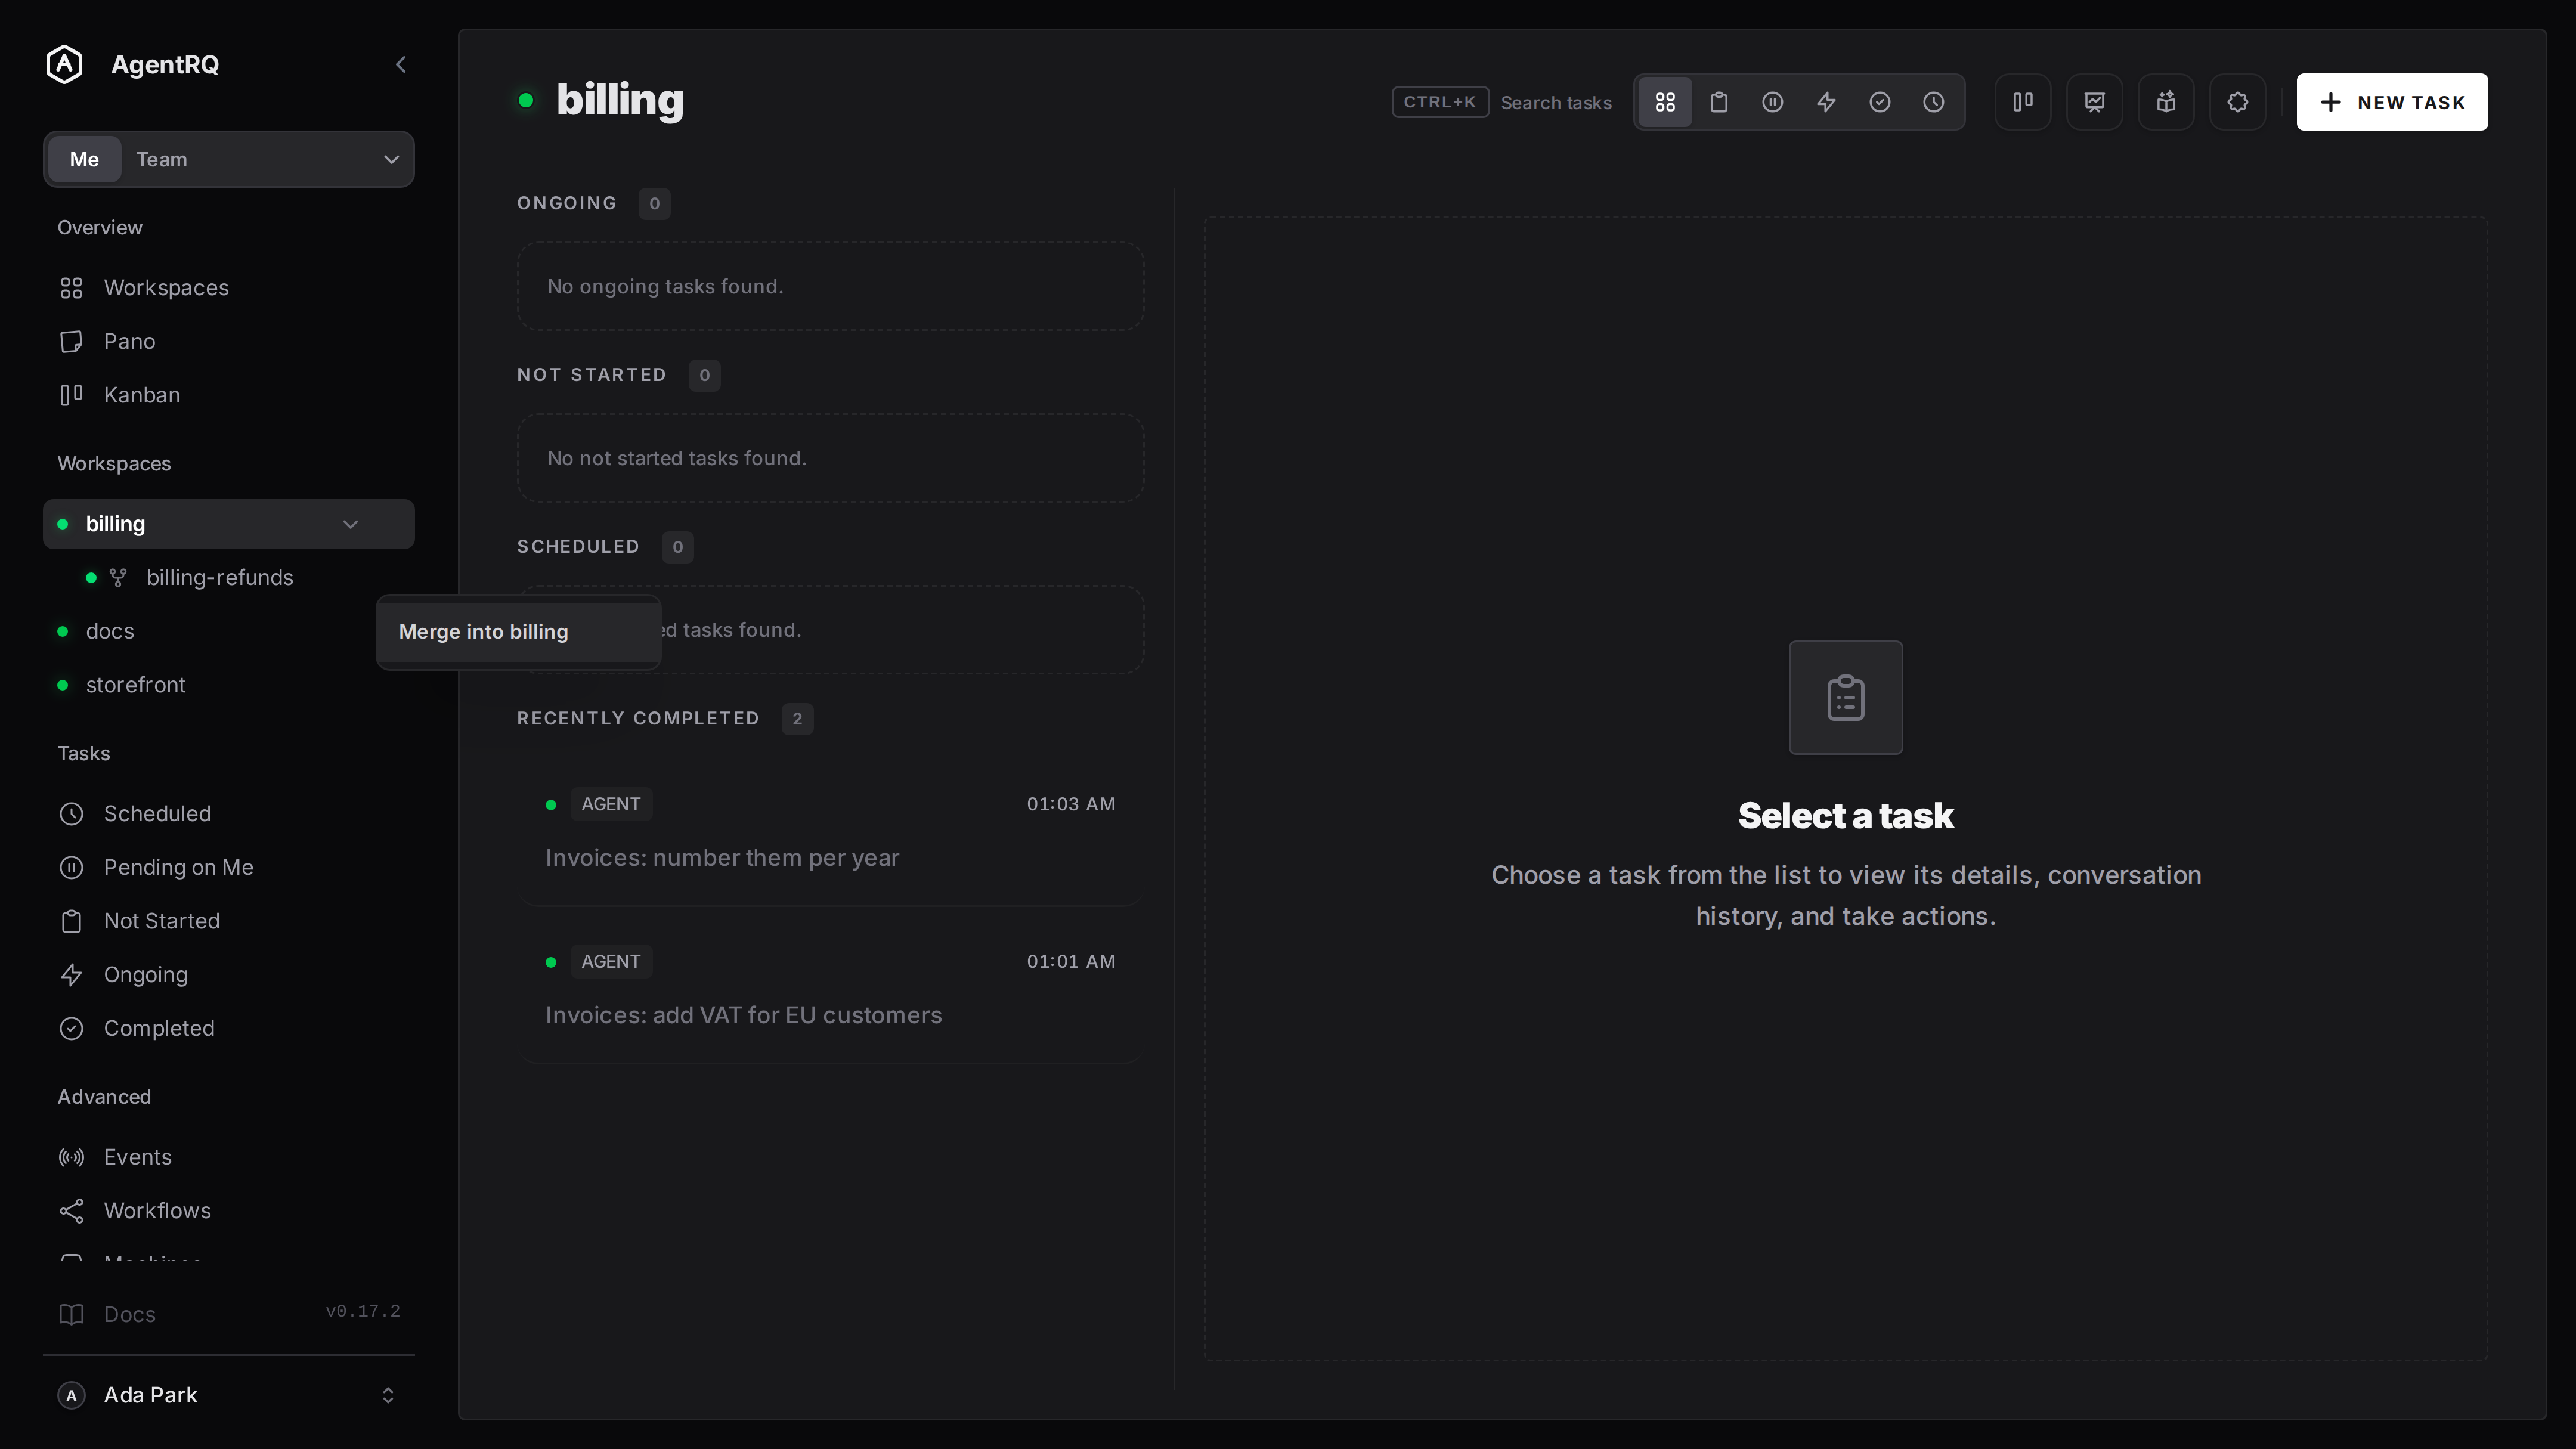 AgentRQ
Me
Team
Overview
Workspaces
Pano
Kanban
Workspaces
billing
billing-refunds
docs
storefront
Merge into billing
Tasks
Scheduled
Pending on Me
Not Started
Ongoing
Completed
Advanced
Events
Workflows
Machines
Docs
v0.17.2
A
Ada Park
billing
CTRL+K
Search tasks
NEW TASK
ONGOING
0
No ongoing tasks found.
NOT STARTED
0
No not started tasks found.
SCHEDULED
0
ed tasks found.
RECENTLY COMPLETED
2
AGENT
01:03 AM
Invoices: number them per year
AGENT
01:01 AM
Invoices: add VAT for EU customers
Select a task
Choose a task from the list to view its details, conversation
history, and take actions.